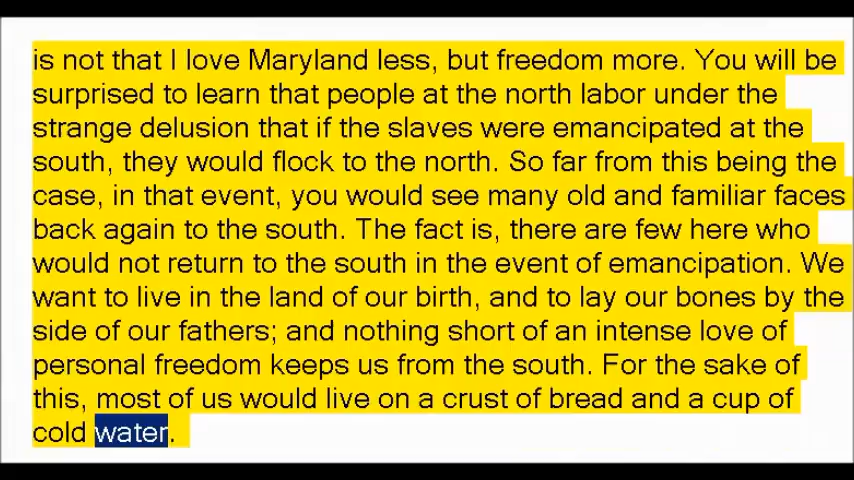 is not that I love Maryland less, but freedom more. You will be
surprised to learn that people at the north labor under the
strange delusion that if the slaves were emancipated at the
south, they would flock to the north. So far from this being the
case, in that event, you would see many old and familiar faces
back again to the south. The fact is, there are few here who
would not return to the south in the event of emancipation. We
want to live in the land of our birth, and to lay our bones by the
side of our fathers; and nothing short of an intense love of
personal freedom keeps us from the south. For the sake of
this, most of us would live on a crust of bread and a cup of
cold water.